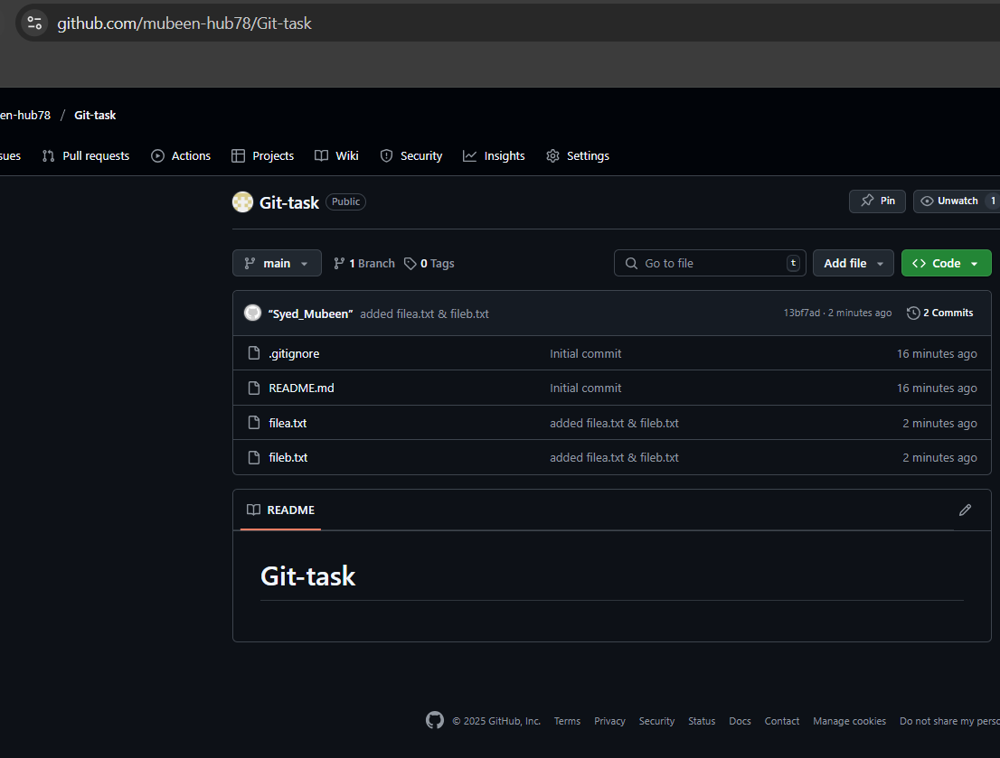 github.com/mubeen-hub78/Git-task
en-hub78 / Git-task
sues Pull requests Actions Projects Wiki Security Insights Settings
Git-task Public Pin Unwatch 1
main 1 Branch 0 Tags Go to file t Add file Code
“Syed_Mubeen” added filea.txt & fileb.txt 13bf7ad · 2 minutes ago 2 Commits
.gitignore Initial commit 16 minutes ago
README.md Initial commit 16 minutes ago
filea.txt added filea.txt & fileb.txt 2 minutes ago
fileb.txt added filea.txt & fileb.txt 2 minutes ago
README
Git-task
© 2025 GitHub, Inc. Terms Privacy Security Status Docs Contact Manage cookies Do not share my perso